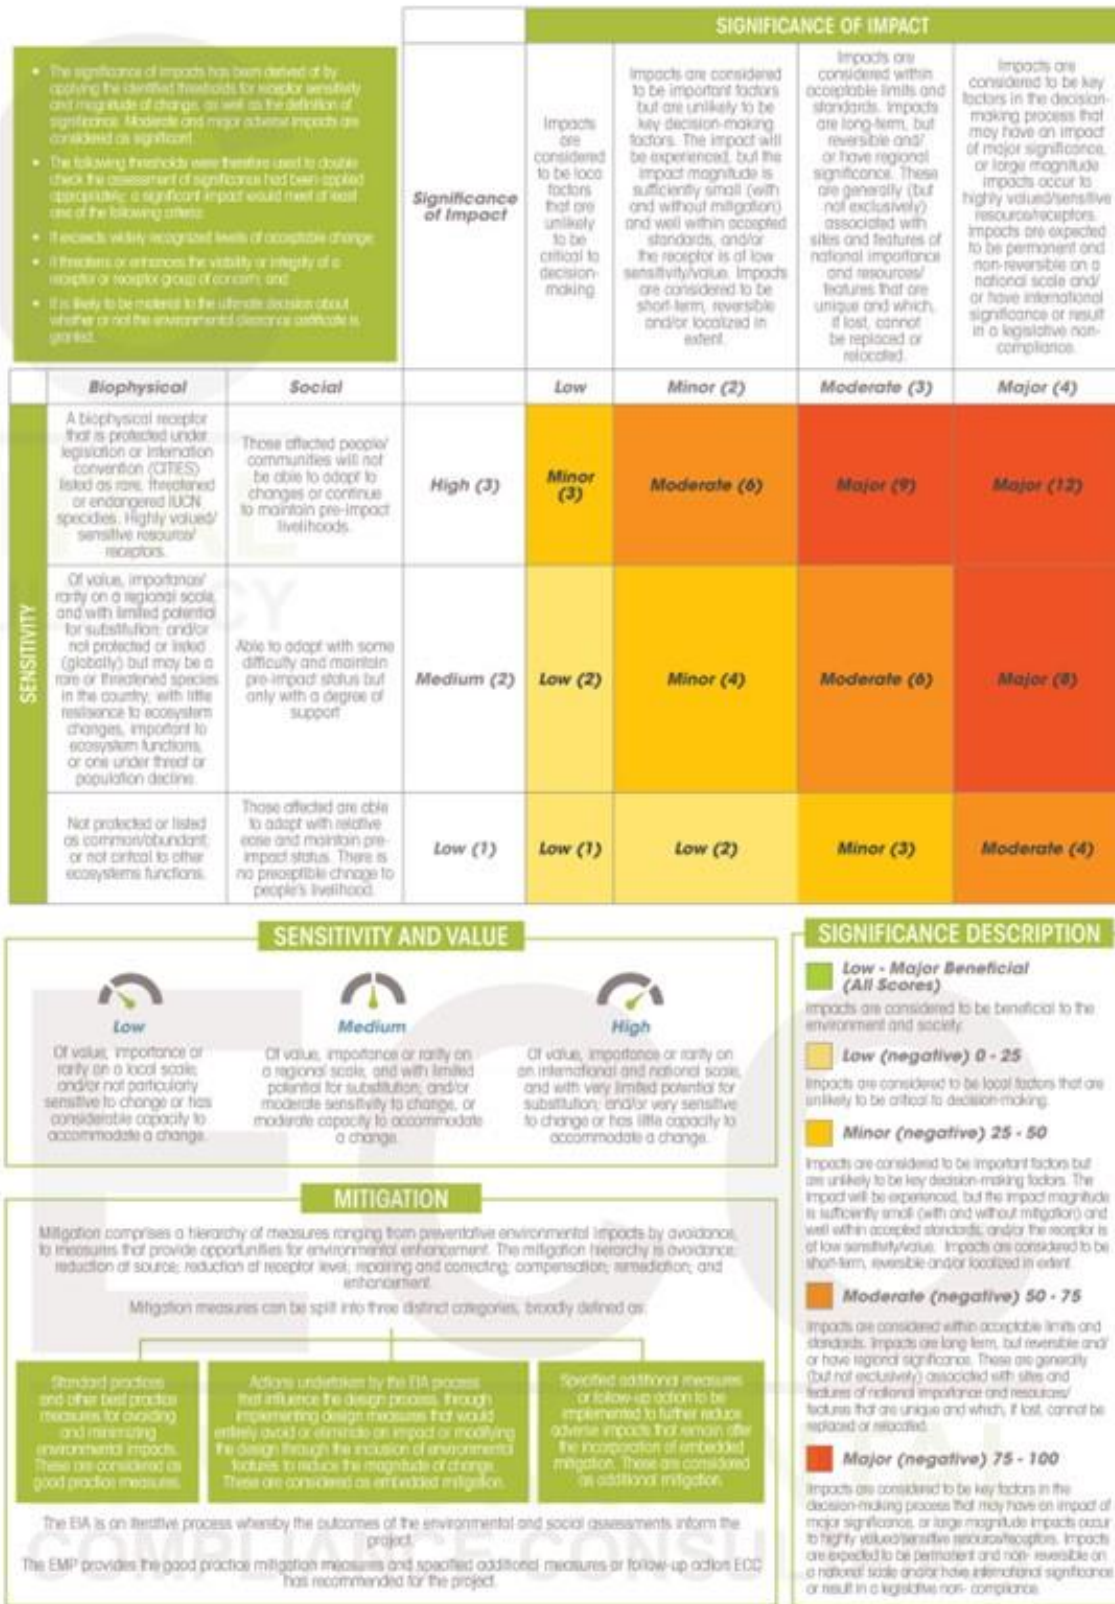 SIGNIFICANCE OF IMPACT
• The significance of impacts has been derived at by
applying the identified thresholds for receptor sensitivity
and magnitude of change, as well as the definition of
significance. Moderate and major adverse impacts are
considered as significant.
• The following thresholds were therefore used to double
check the assessment of significance had been applied
appropriately; a significant impact would meet at least
one of the following criteria:
• It exceeds widely recognized levels of acceptable change;
• It threatens or enhances the viability or integrity of a
receptor or receptor group of concern; and
• It is likely to be material to the ultimate decision about
whether or not the environmental clearance certificate is
granted.
Significance
of Impact
Impacts
are
considered
to be local
factors
that are
unlikely
to be
critical to
decision-
making
Impacts are considered
to be important factors
but are unlikely to be
key decision-making
factors. The impact will
be experienced, but the
impact magnitude is
sufficiently small (with
and without mitigation)
and well within accepted
standards, and/or
the receptor is of low
sensitivity/value. Impacts
are considered to be
short-term, reversible
and/or localized in
extent.
Impacts are
considered within
acceptable limits and
standards. Impacts
are long-term, but
reversible and/
or have regional
significance. These
are generally (but
not exclusively)
associated with
sites and features of
national importance
and resources/
features that are
unique and which,
if lost, cannot
be replaced or
relocated.
Impacts are
considered to be key
factors in the decision-
making process that
may have an impact
of major significance,
or large magnitude
impacts occur to
highly valued/sensitive
resource/receptors.
Impacts are expected
to be permanent and
non-reversible on a
national scale and/
or have international
significance or result
in a legislative non-
compliance.
Biophysical
Social
Low
Minor (2)
Moderate (3)
Major (4)
SENSITIVITY
A biophysical receptor
that is protected under
legislation or internation
convention (CITES)
listed as rare, threatened
or endangered IUCN
specidies. Highly valued/
sensitive resource/
receptors.
Those affected people/
communities will not
be able to adapt to
changes or continue
to maintain pre-impact
livelihoods.
High (3)
Minor
(3)
Moderate (6)
Major (9)
Major (12)
Of value, importance/
rarity on a regional scale,
and with limited potential
for substitution; and/or
not protected or listed
(globally) but may be a
rare or threatened species
in the country; with little
resilience to ecosystem
changes, important to
ecosystem functions,
or one under threat or
population decline.
Able to adapt with some
difficulty and maintain
pre-impact status but
only with a degree of
support
Medium (2)
Low (2)
Minor (4)
Moderate (6)
Major (8)
Not protected or listed
as common/abundant;
or not critical to other
ecosystems functions.
Those affected are able
to adapt with relative
ease and maintain pre-
impact status. There is
no preceptible chnage to
people's livelihood.
Low (1)
Low (1)
Low (2)
Minor (3)
Moderate (4)
SENSITIVITY AND VALUE
Low
Of value, importance or
rarity on a local scale;
and/or not particularly
sensitive to change or has
considerable capacity to
accommodate a change.
Medium
Of value, importance or rarity on
a regional scale, and with limited
potential for substitution; and/or
moderate sensitivity to change, or
moderate capacity to accommodate
a change.
High
Of value, importance or rarity on
an international and national scale,
and with very limited potential for
substitution; and/or very sensitive
to change or has little capacity to
accommodate a change.
MITIGATION
Mitigation comprises a hierarchy of measures ranging from preventative environmental impacts by avoidance,
to measures that provide opportunities for environmental enhancement. The mitigation hierarchy is avoidance;
reduction at source; reduction at receptor level; repairing and correcting; compensation; remediation; and
enhancement.
Mitigation measures can be split into three distinct categories, broadly defined as:
Standard practices
and other best practice
measures for avoiding
and minimizing
environmental impacts.
These are considered as
good practice measures.
Actions undertaken by the EIA process
that influence the design process, through
implementing design measures that would
entirely avoid or eliminate an impact or modifying
the design through the inclusion of environmental
features to reduce the magnitude of change.
These are considered as embedded mitigation.
Specified additional measures
or follow-up action to be
implemented to further reduce
adverse impacts that remain after
the incorporation of embedded
mitigation. These are considered
as additional mitigation.
The EIA is an iterative process whereby the outcomes of the environmental and social assessments inform the
project.
The EMP provides the good practice mitigation measures and specified additional measures or follow-up action ECC
has recommended for the project.
SIGNIFICANCE DESCRIPTION
Low - Major Beneficial
(All Scores)
Impacts are considered to be beneficial to the
environment and society.
Low (negative) 0 - 25
Impacts are considered to be local factors that are
unlikely to be critical to decision-making.
Minor (negative) 25 - 50
Impacts are considered to be important factors but
are unlikely to be key decision-making factors. The
impact will be experienced, but the impact magnitude
is sufficiently small (with and without mitigation) and
well within accepted standards, and/or the receptor is
of low sensitivity/value. Impacts are considered to be
short-term, reversible and/or localized in extent.
Moderate (negative) 50 - 75
Impacts are considered within acceptable limits and
standards. Impacts are long term, but reversible and/
or have regional significance. These are generally
(but not exclusively) associated with sites and
features of national importance and resources/
features that are unique and which, if lost, cannot be
replaced or relocated.
Major (negative) 75 - 100
Impacts are considered to be key factors in the
decision-making process that may have an impact of
major significance, or large magnitude impacts occur
to highly valued/sensitive resource/receptors. Impacts
are expected to be permanent and non- reversible on
a national scale and/or have international significance
or result in a legislative non- compliance.
ECC
COMPLIANCE CONSUL